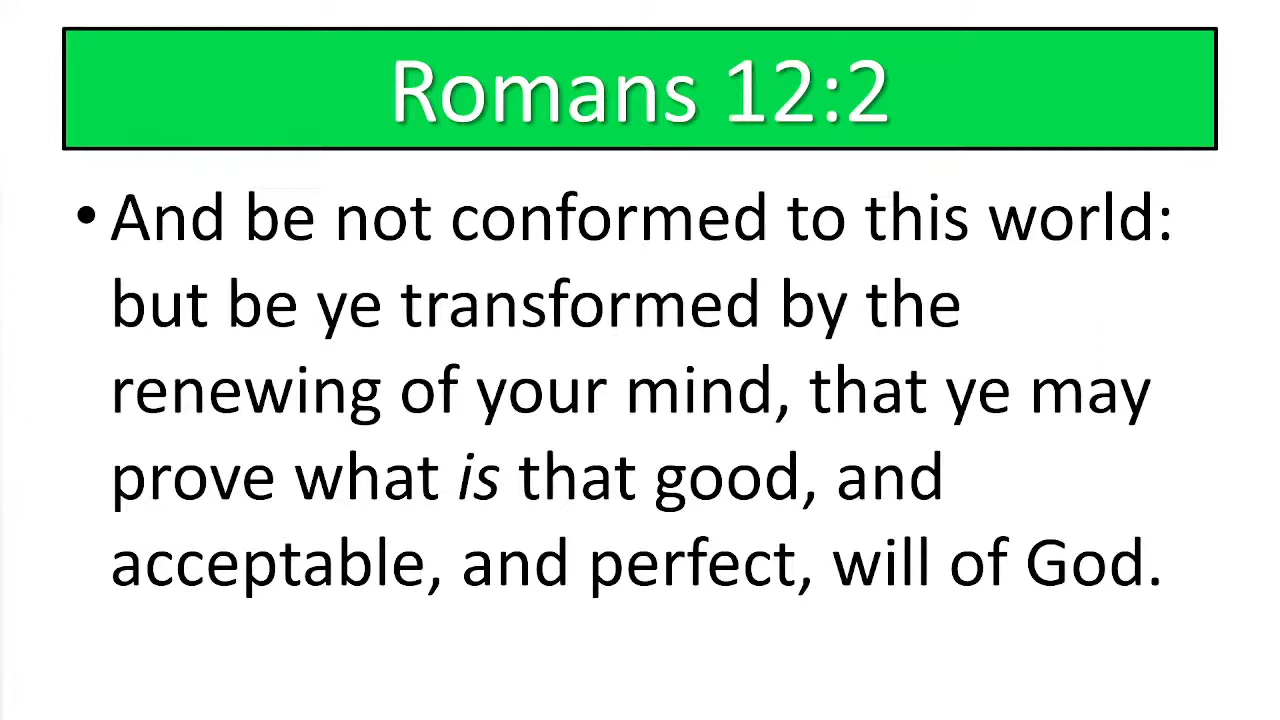 Romans 12:2
• And be not conformed to this world:
but be ye transformed by the
renewing of your mind, that ye may
prove what is that good, and
acceptable, and perfect, will of God.